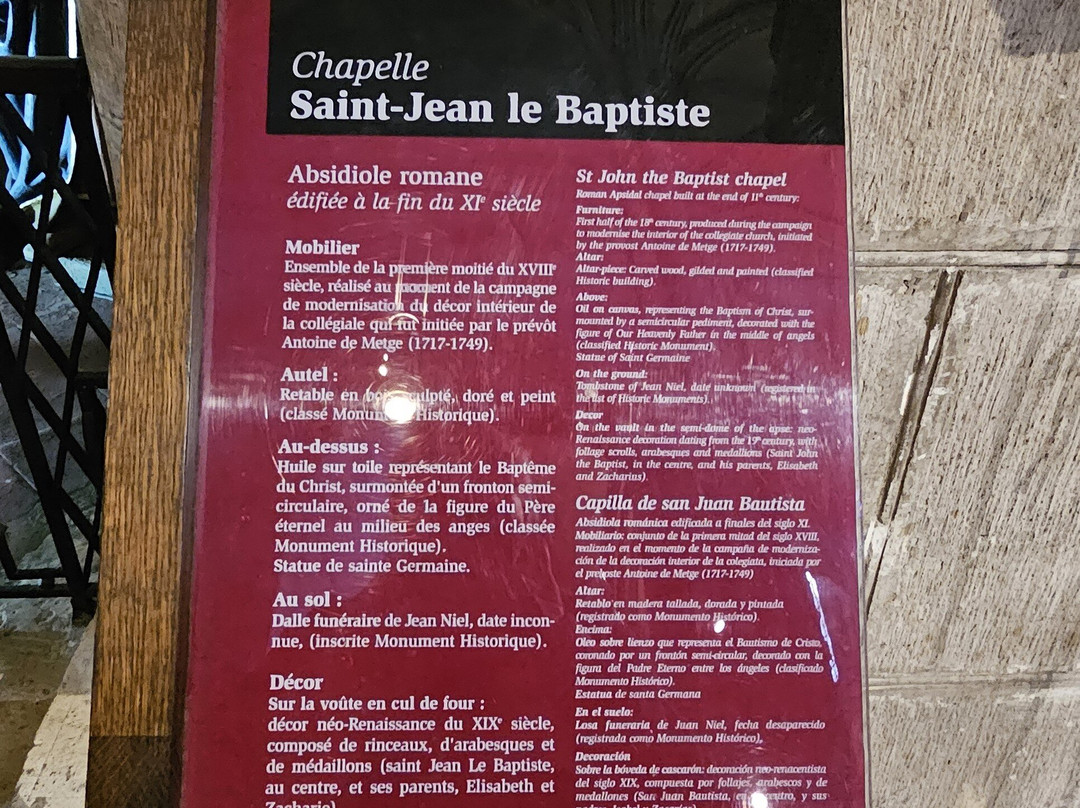 Chapelle
Saint-Jean le Baptiste
Absidiole romane
édifiée à la fin du XIe siècle
Mobilier
Ensemble de la première moitié du XVIIIe
siècle, réalisé au moment de la campagne
de modernisation du décor intérieur de
la collégiale qui fut initiée par le prévôt
Antoine de Metge (1717-1749).
Autel :
Retable en bois sculpté, doré et peint
(classé Monument Historique).
Au-dessus :
Huile sur toile représentant le Baptême
du Christ, surmontée d'un fronton semi-
circulaire, orné de la figure du Père
éternel au milieu des anges (classée
Monument Historique).
Statue de sainte Germaine.
Au sol :
Dalle funéraire de Jean Niel, date incon-
nue, (inscrite Monument Historique).
Décor
Sur la voûte en cul de four :
décor néo-Renaissance du XIXe siècle,
composé de rinceaux, d'arabesques et
de médaillons (saint Jean Le Baptiste,
au centre, et ses parents, Elisabeth et
Zacharie).
St John the Baptist chapel
Roman Apsidal chapel built at the end of 11th century:
Furniture:
First half of the 18th century, produced during the campaign
to modernise the interior of the collegiate church, initiated
by the provost Antoine de Metge (1717-1749).
Altar:
Altar-piece: Carved wood, gilded and painted (classified
Historic building).
Above:
Oil on canvas, representing the Baptism of Christ, sur-
mounted by a semicircular pediment, decorated with the
figure of Our Heavenly Father in the middle of angels
(classified Historic Monument).
Statue of Saint Germaine
On the ground:
Tombstone of Jean Niel, date unknown (registered in
the list of Historic Monuments).
Decor
On the vault in the semi-dome of the apse: neo-
Renaissance decoration dating from the 19th century, with
foliage scrolls, arabesques and medallions (Saint John
the Baptist, in the centre, and his parents, Elisabeth
and Zacharius).
Capilla de san Juan Bautista
Absidiola románica edificada a finales del siglo XI.
Mobiliario: conjunto de la primera mitad del siglo XVIII,
realizado en el momento de la campaña de moderniza-
ción de la decoración interior de la colegiata, iniciada por
el preboste Antoine de Metge (1717-1749)
Altar:
Retablo en madera tallada, dorada y pintada
(registrado como Monumento Histórico).
Encima:
Oleo sobre lienzo que representa el Bautismo de Cristo,
coronado por un frontón semi-circular, decorado con la
figura del Padre Eterno entre los ángeles (clasificado
Monumento Histórico).
Estatua de santa Germana
En el suelo:
Losa funeraria de Juan Niel, fecha desaparecido
(registrada como Monumento Histórico),
Decoración
Sobre la bóveda de cascarón: decoración neo-renacentista
del siglo XIX, compuesta por follajes, arabescos y de
medallones (San Juan Bautista, en el centro, y sus